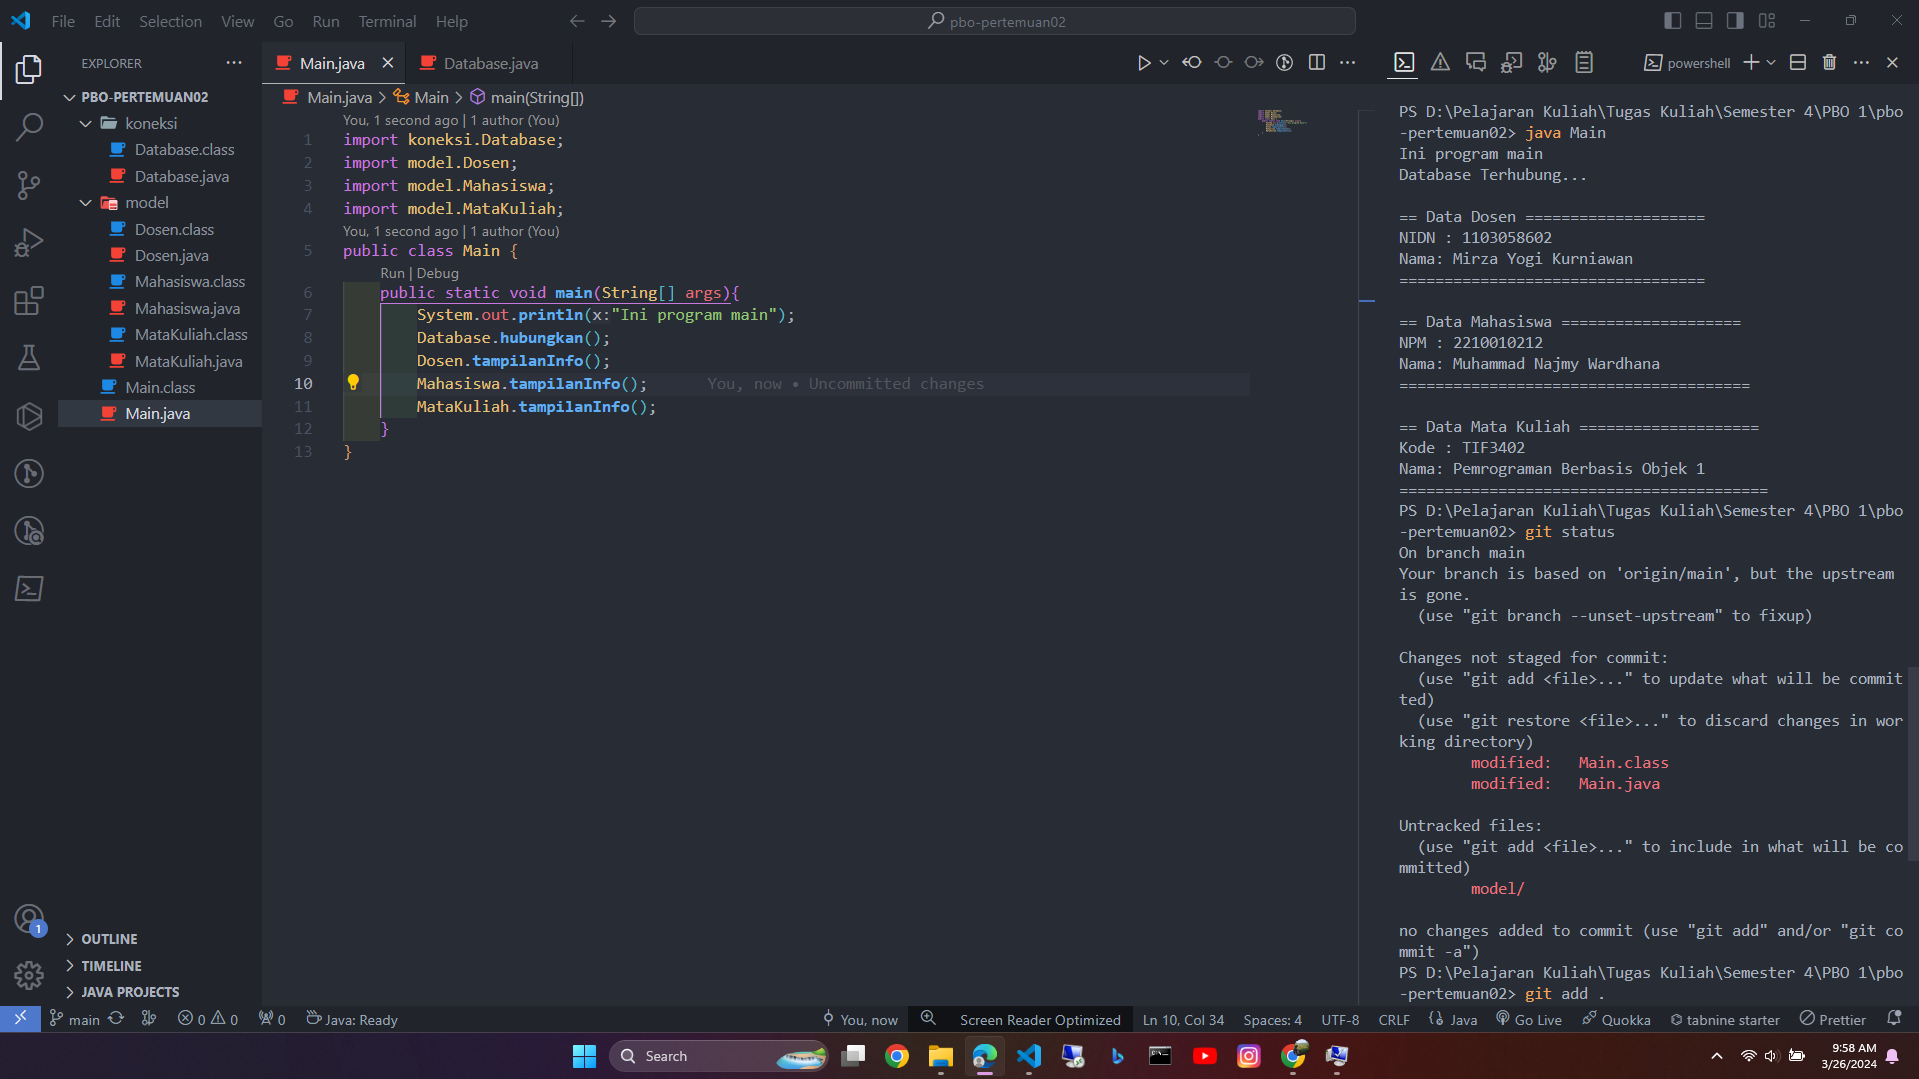 File Edit Selection View Go Run Terminal Help
pbo-pertemuan02
EXPLORER
PBO-PERTEMUAN02
koneksi
Database.class
Database.java
model
Dosen.class
Dosen.java
Mahasiswa.class
Mahasiswa.java
MataKuliah.class
MataKuliah.java
Main.class
Main.java
OUTLINE
TIMELINE
JAVA PROJECTS
1
Main.java Database.java
Main.java > Main > main(String[])
You, 1 second ago | 1 author (You)
1 import koneksi.Database;
2 import model.Dosen;
3 import model.Mahasiswa;
4 import model.MataKuliah;
You, 1 second ago | 1 author (You)
5 public class Main {
Run | Debug
6 public static void main(String[] args){
7 System.out.println(x:"Ini program main");
8 Database.hubungkan();
9 Dosen.tampilanInfo();
10 Mahasiswa.tampilanInfo(); You, now • Uncommitted changes
11 MataKuliah.tampilanInfo();
12 }
13 }
powershell
PS D:\Pelajaran Kuliah\Tugas Kuliah\Semester 4\PBO 1\pbo
-pertemuan02> java Main
Ini program main
Database Terhubung...
== Data Dosen ====================
NIDN : 1103058602
Nama: Mirza Yogi Kurniawan
==================================
== Data Mahasiswa ====================
NPM : 2210010212
Nama: Muhammad Najmy Wardhana
=======================================
== Data Mata Kuliah ====================
Kode : TIF3402
Nama: Pemrograman Berbasis Objek 1
=========================================
PS D:\Pelajaran Kuliah\Tugas Kuliah\Semester 4\PBO 1\pbo
-pertemuan02> git status
On branch main
Your branch is based on 'origin/main', but the upstream
is gone.
(use "git branch --unset-upstream" to fixup)
Changes not staged for commit:
(use "git add <file>..." to update what will be commit
ted)
(use "git restore <file>..." to discard changes in wor
king directory)
modified: Main.class
modified: Main.java
Untracked files:
(use "git add <file>..." to include in what will be co
mmitted)
model/
no changes added to commit (use "git add" and/or "git co
mmit -a")
PS D:\Pelajaran Kuliah\Tugas Kuliah\Semester 4\PBO 1\pbo
-pertemuan02> git add .
main 0 0 0 Java: Ready You, now Screen Reader Optimized Ln 10, Col 34 Spaces: 4 UTF-8 CRLF Java Go Live Quokka tabnine starter Prettier
Search
9:58 AM
3/26/2024